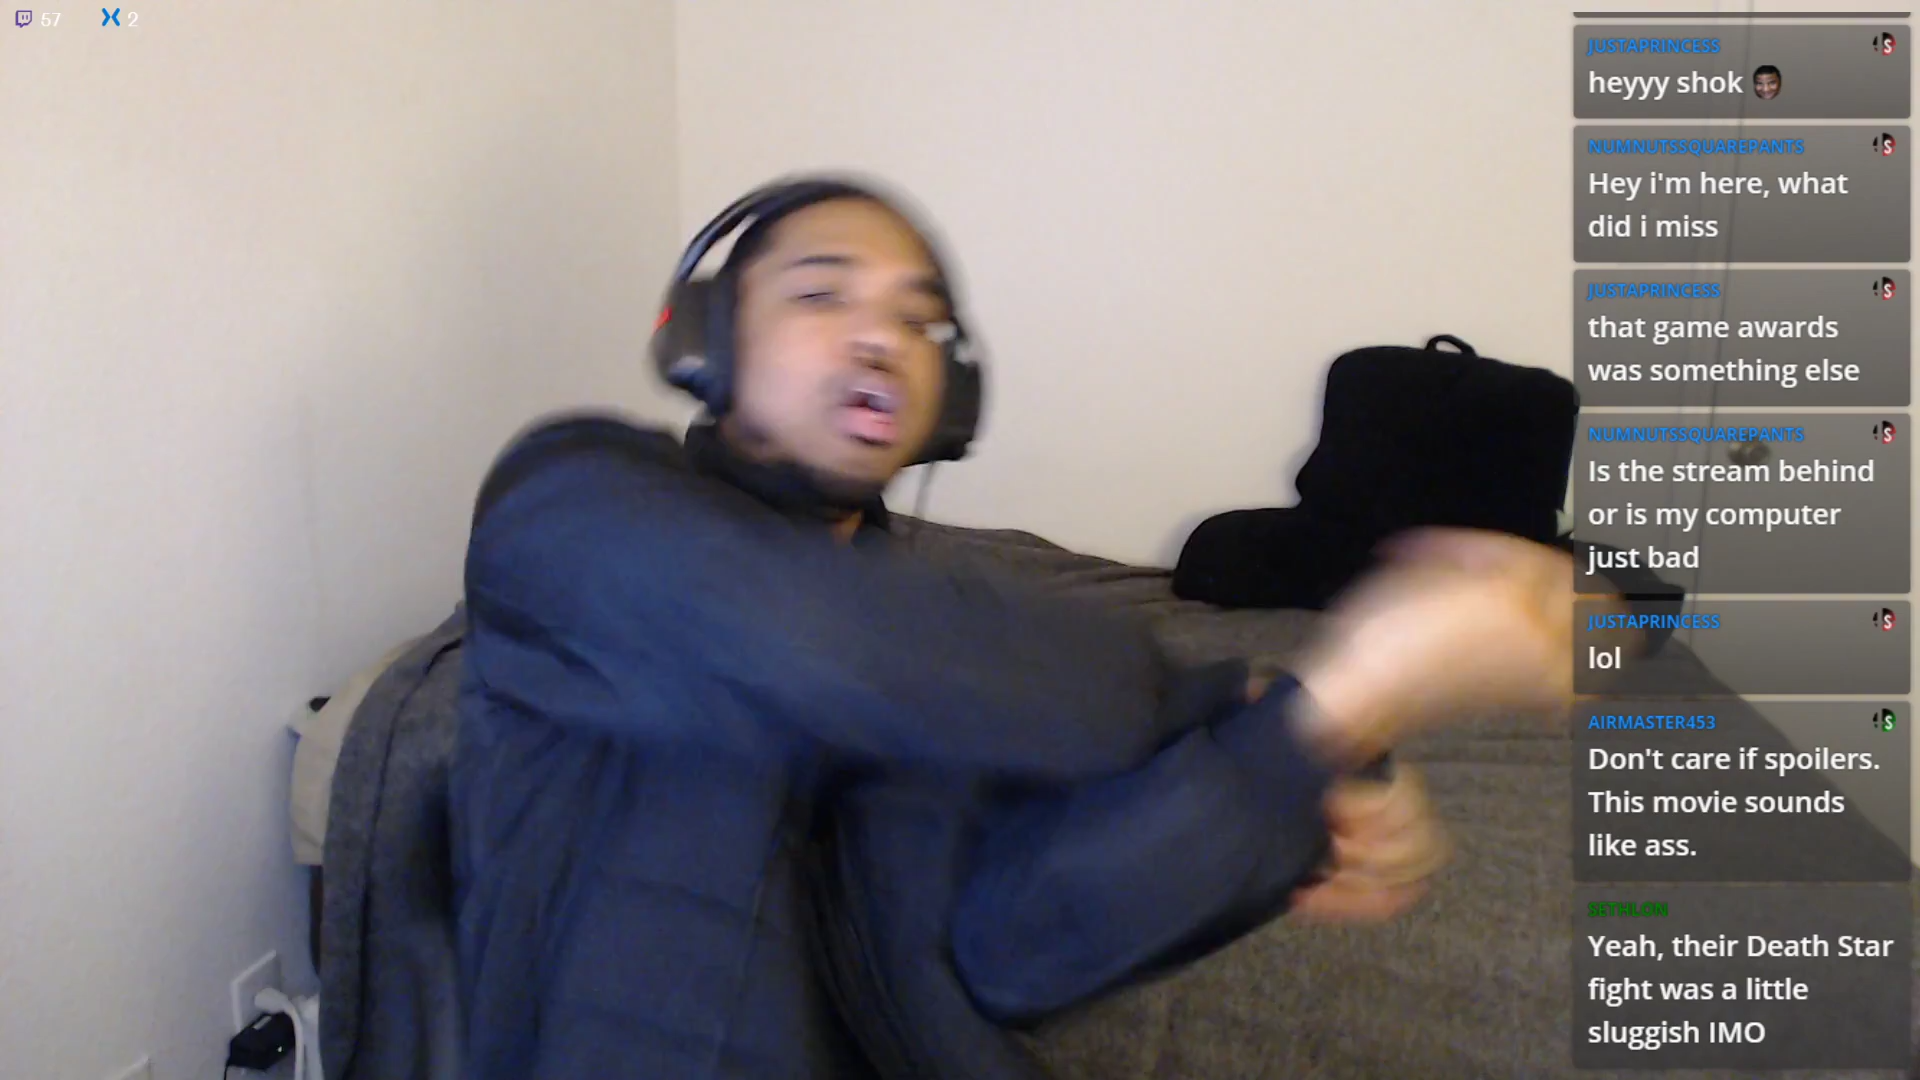 57
2
JUSTAPRINCESS
heyyy shok
NUMNUTSSQUAREPANTS
Hey i'm here, what
did i miss
JUSTAPRINCESS
that game awards
was something else
NUMNUTSSQUAREPANTS
Is the stream behind
or is my computer
just bad
JUSTAPRINCESS
lol
AIRMASTER453
Don't care if spoilers.
This movie sounds
like ass.
SETHLON
Yeah, their Death Star
fight was a little
sluggish IMO